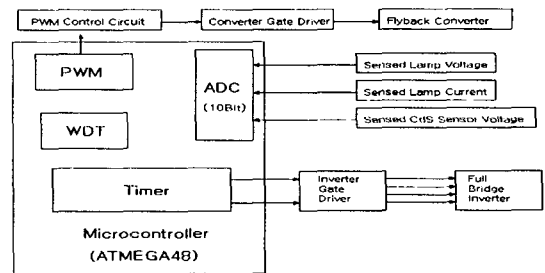 PWM Control Circuit
Converter Gate Driver
Flyback Converter
PWM
ADC
(10Bit)
Sensed Lamp Voltage
Sensed Lamp Current
Sensed CdS Sensor Voltage
WDT
Timer
Inverter
Gate
Driver
Full
Bridge
Inverter
Microcontroller
(ATMEGA48)